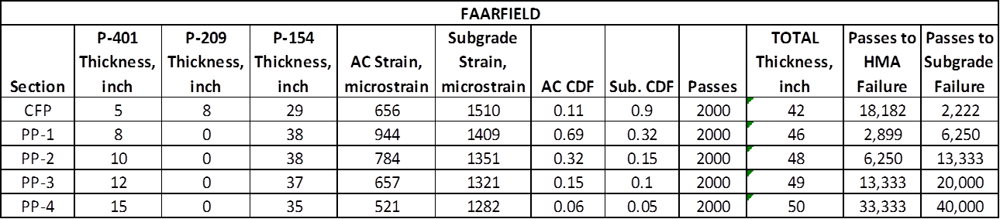 FAARFIELD
P-401 P-209 P-154 Subgrade TOTAL Passes to Passes to
Thickness, Thickness, Thickness, AC Strain, Strain, Thickness, HMA Subgrade
Section inch inch inch microstrain microstrain AC CDF Sub. CDF Passes inch Failure Failure
CFP 5 8 29 656 1510 0.11 0.9 2000 42 18,182 2,222
PP-1 8 0 38 944 1409 0.69 0.32 2000 46 2,899 6,250
PP-2 10 0 38 784 1351 0.32 0.15 2000 48 6,250 13,333
PP-3 12 0 37 657 1321 0.15 0.1 2000 49 13,333 20,000
PP-4 15 0 35 521 1282 0.06 0.05 2000 50 33,333 40,000